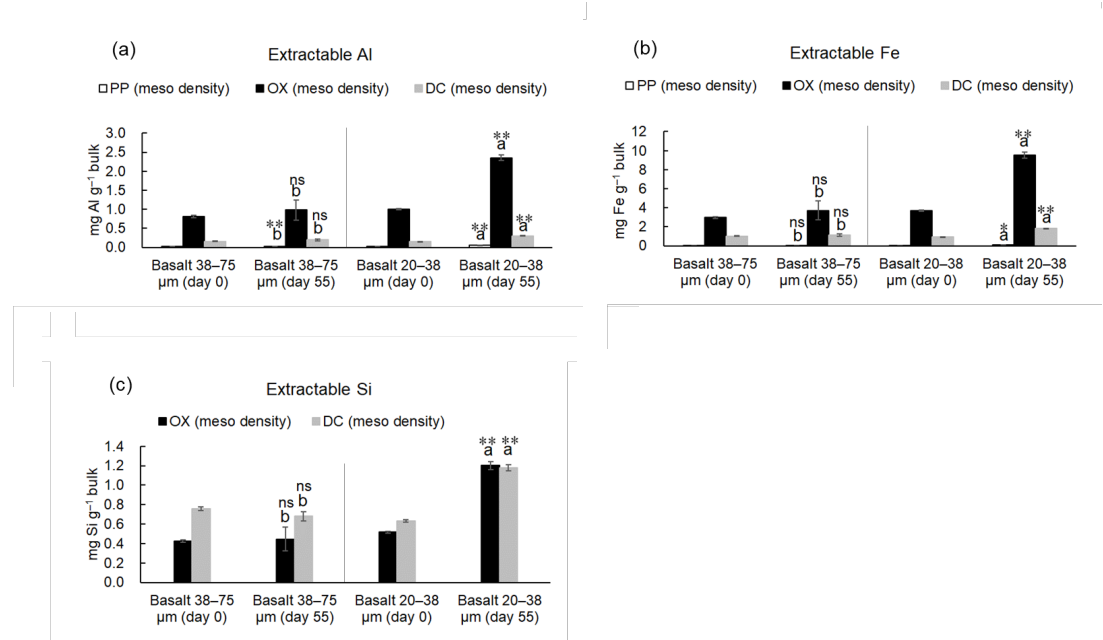 (a)
Extractable Al
PP (meso density) OX (meso density) DC (meso density)
mg Al g⁻¹ bulk
3.0
2.5
2.0
1.5
1.0
0.5
0.0
** b
ns b
ns b
** a
** a
** a
Basalt 38–75 Basalt 38–75 Basalt 20–38 Basalt 20–38
µm (day 0) µm (day 55) µm (day 0) µm (day 55)
(b)
Extractable Fe
PP (meso density) OX (meso density) DC (meso density)
mg Fe g⁻¹ bulk
12
10
8
6
4
2
0
ns b
ns b
ns b
* a
** a
** a
Basalt 38–75 Basalt 38–75 Basalt 20–38 Basalt 20–38
µm (day 0) µm (day 55) µm (day 0) µm (day 55)
(c)
Extractable Si
OX (meso density) DC (meso density)
mg Si g⁻¹ bulk
1.4
1.2
1.0
0.8
0.6
0.4
0.2
0.0
ns b
ns b
** a
** a
Basalt 38–75 Basalt 38–75 Basalt 20–38 Basalt 20–38
µm (day 0) µm (day 55) µm (day 0) µm (day 55)